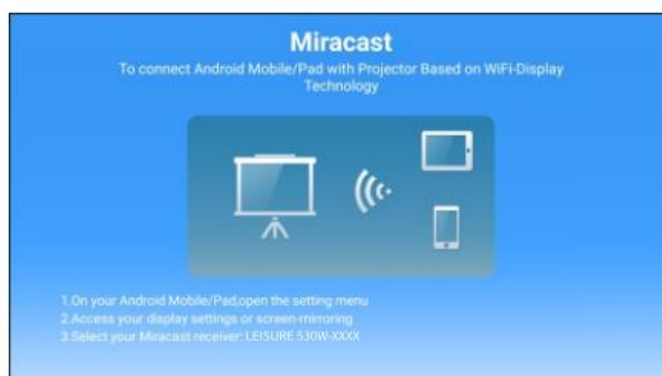 Miracast
To connect Android Mobile/Pad with Projector Based on WiFi-Display
Technology
1.On your Android Mobile/Pad,open the setting menu
2.Access your display settings or screen-mirroring
3.Select your Miracast receiver: LEISURE 530W-XXXX